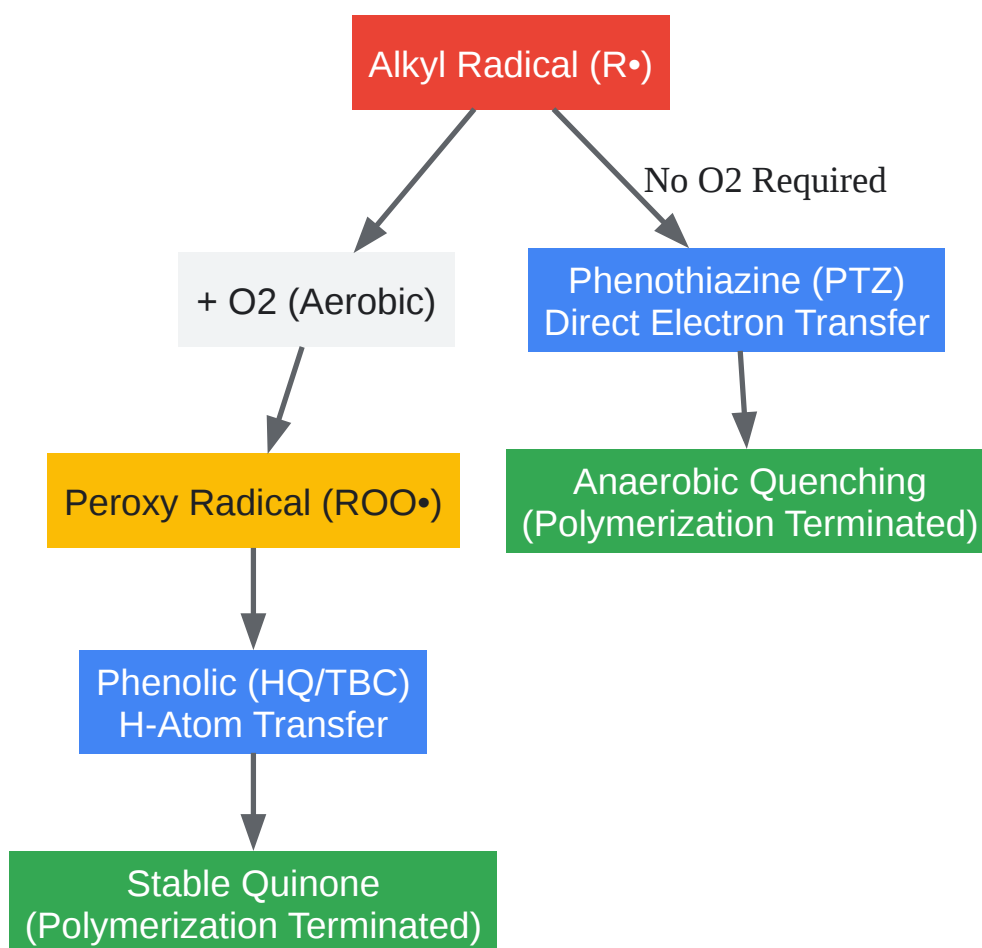 Alkyl Radical (R•)
No O2 Required
+ O2 (Aerobic)
Phenothiazine (PTZ)
Direct Electron Transfer
Peroxy Radical (ROO•)
Anaerobic Quenching
(Polymerization Terminated)
Phenolic (HQ/TBC)
H-Atom Transfer
Stable Quinone
(Polymerization Terminated)